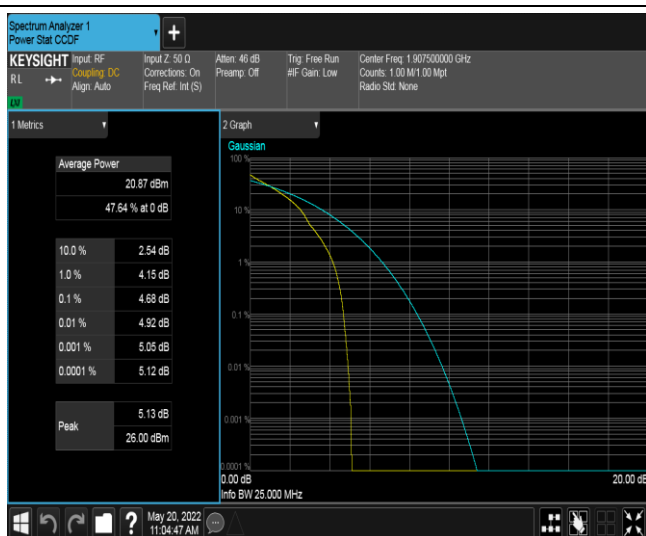 Spectrum Analyzer 1
Power Stat CCDF
KEYSIGHT
RL
Input: RF
Coupling: DC
Align: Auto
Input Z: 50 Ω
Corrections: On
Freq Ref: Int (S)
Atten: 46 dB
Preamp: Off
Trig: Free Run
#IF Gain: Low
Center Freq: 1.907500000 GHz
Counts: 1.00 M/1.00 Mpt
Radio Std: None
1 Metrics
Average Power
20.87 dBm
47.64 % at 0 dB
10.0 % 2.54 dB
1.0 % 4.15 dB
0.1 % 4.68 dB
0.01 % 4.92 dB
0.001 % 5.05 dB
0.0001 % 5.12 dB
Peak
5.13 dB
26.00 dBm
2 Graph
Gaussian
100 %
10 %
1 %
0.1 %
0.01 %
0.001 %
0.0001 %
0.00 dB
20.00 dB
Info BW 25.000 MHz
?
May 20, 2022
11:04:47 AM